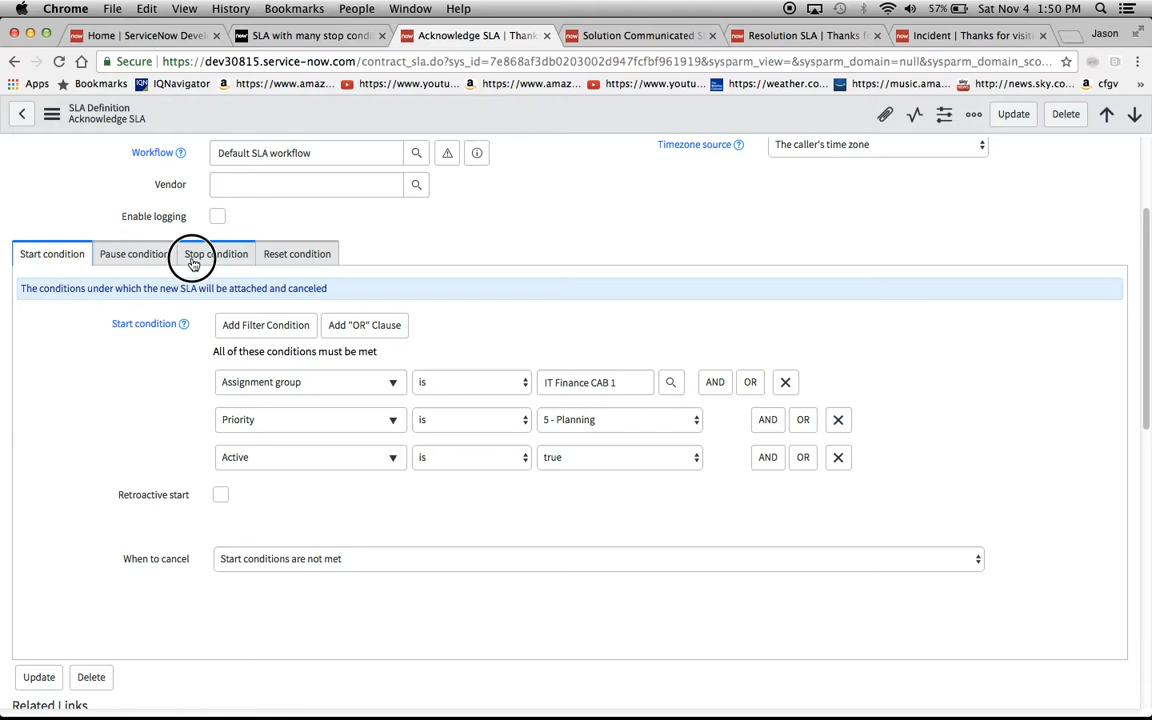 Chrome File Edit View History Bookmarks People Window Help 57% Sat Nov 4 1:50 PM
Home | ServiceNow Devel SLA with many stop condi Acknowledge SLA | Thank Solution Communicated S Resolution SLA | Thanks f Incident | Thanks for visiti Jason
Secure https://dev30815.service-now.com/contract_sla.do?sys_id=7e868af3db0203002d947fcfbf961919&sysparm_view=&sysparm_domain=null&sysparm_domain_sco...
Apps Bookmarks IQNavigator https://www.amaz... https://www.youtu... https://www.amaz... https://www.youtu... https://weather.co... https://music.ama... http://news.sky.co... cfgv »
SLA Definition
Acknowledge SLA
Update Delete
Workflow Default SLA workflow Timezone source The caller's time zone
Vendor
Enable logging
Start condition Pause condition Stop condition Reset condition
The conditions under which the new SLA will be attached and canceled
Start condition Add Filter Condition Add "OR" Clause
All of these conditions must be met
Assignment group is IT Finance CAB 1 AND OR
Priority is 5 - Planning AND OR
Active is true AND OR
Retroactive start
When to cancel Start conditions are not met
Update Delete
Related Links